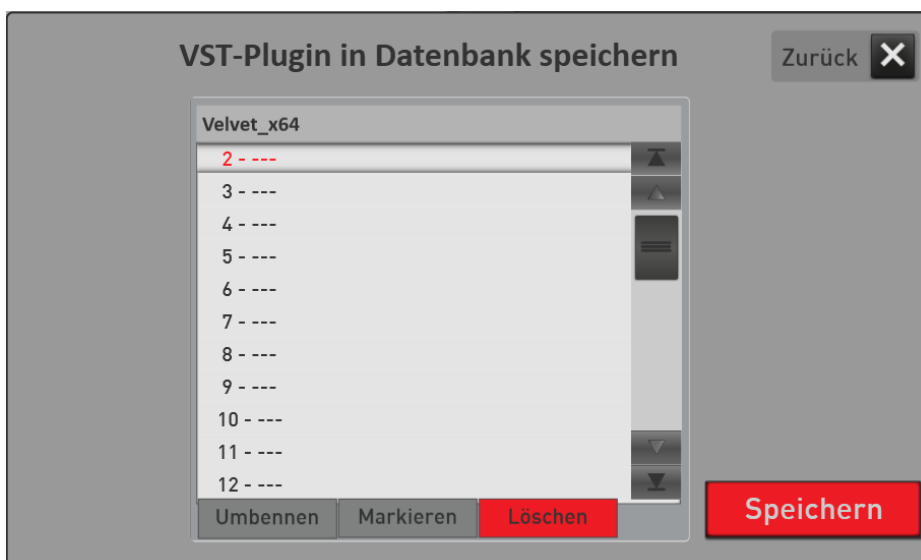 VST-Plugin in Datenbank speichern
Zurück
Velvet_x64
2 - ---
3 - ---
4 - ---
5 - ---
6 - ---
7 - ---
8 - ---
9 - ---
10 - ---
11 - ---
12 - ---
Umbennen Markieren Löschen
Speichern